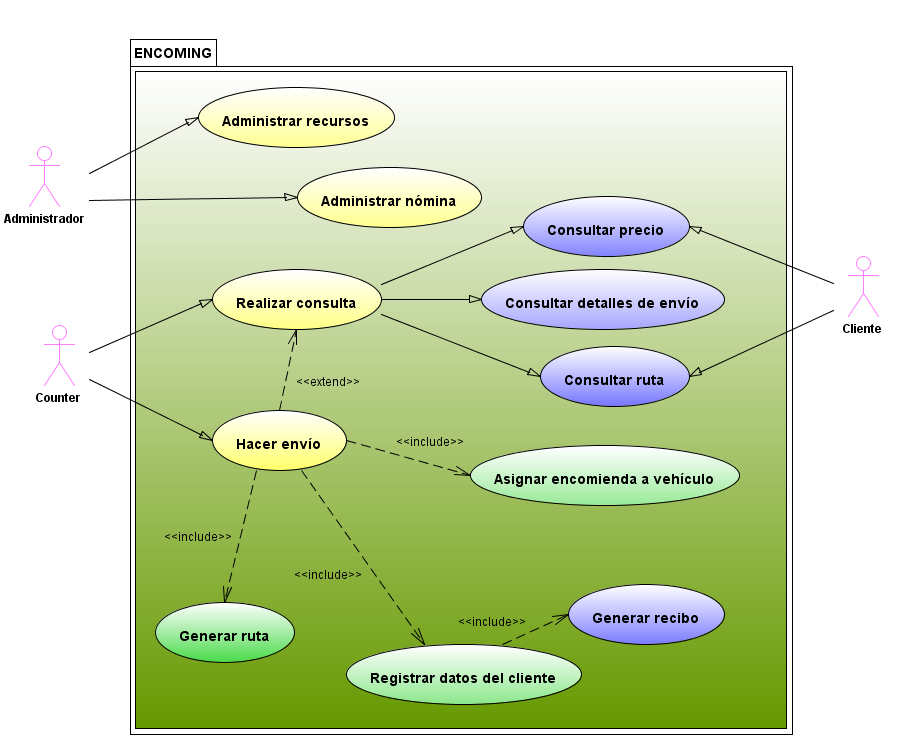 ENCOMING
Administrar recursos
Administrador
Administrar nómina
Consultar precio
Realizar consulta
Consultar detalles de envío
Cliente
Counter
Consultar ruta
<<extend>>
Hacer envío
<<include>>
Asignar encomienda a vehículo
<<include>>
<<include>>
Generar ruta
<<include>>
Generar recibo
Registrar datos del cliente